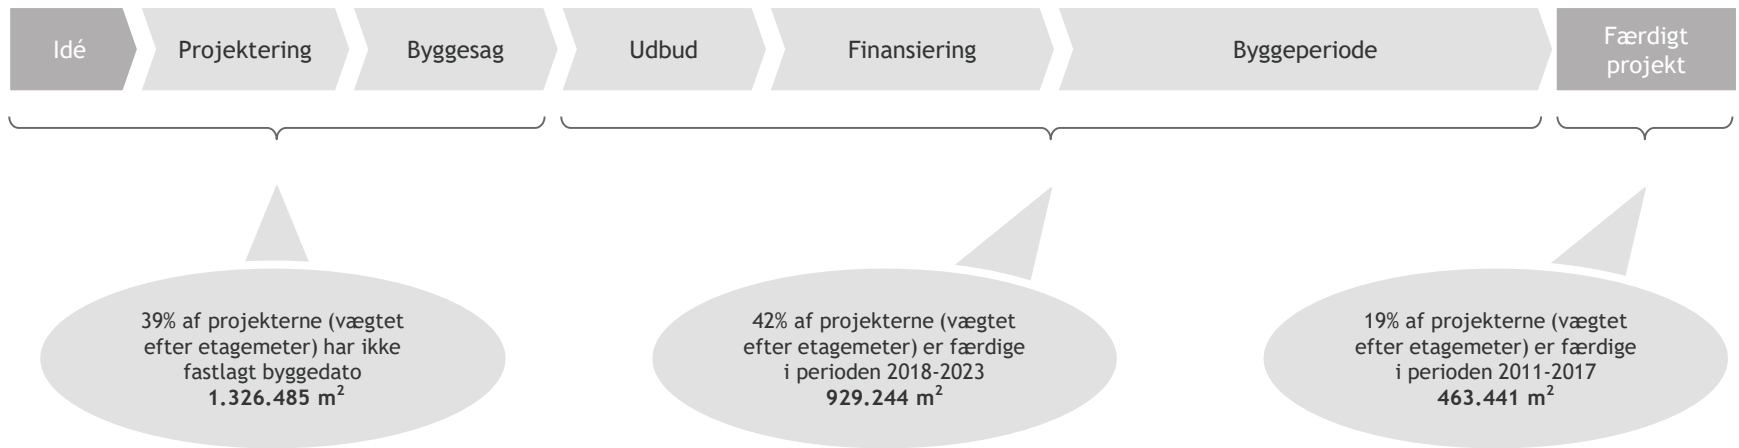 Idé
Projektering
Byggesag
Udbud
Finansiering
Byggeperiode
Færdigt
projekt
39% af projekterne (vægtet
efter etagemeter) har ikke
fastlagt byggedato
1.326.485 m²
42% af projekterne (vægtet
efter etagemeter) er færdige
i perioden 2018-2023
929.244 m²
19% af projekterne (vægtet
efter etagemeter) er færdige
i perioden 2011-2017
463.441 m²